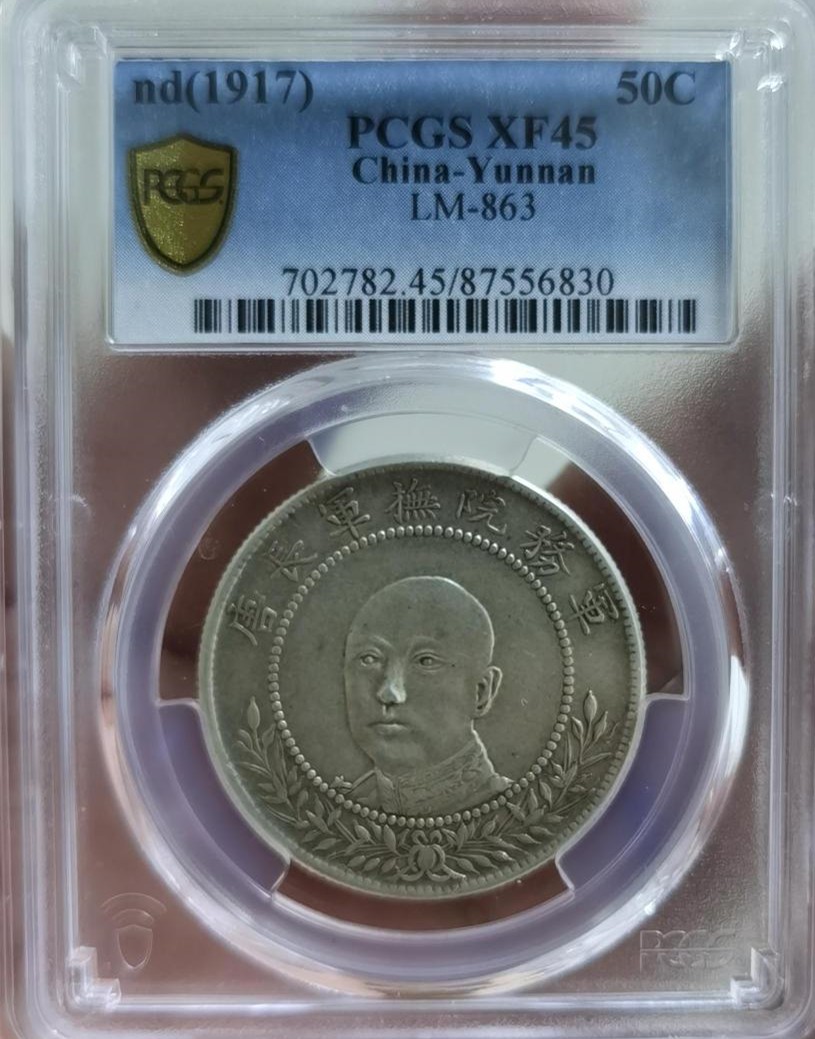 nd(1917) 50C
PCGS XF45
China-Yunnan
LM-863
702782.45/87556830
PCGS
軍務院撫軍長唐
PCGS